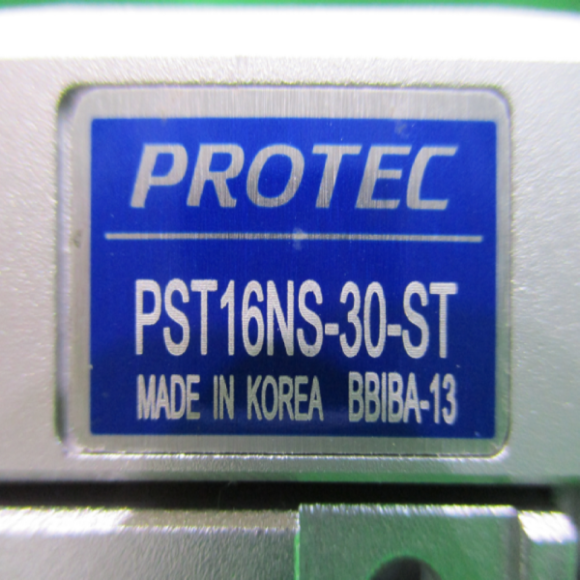 PROTEC
PST16NS-30-ST
MADE IN KOREA BBIBA-13